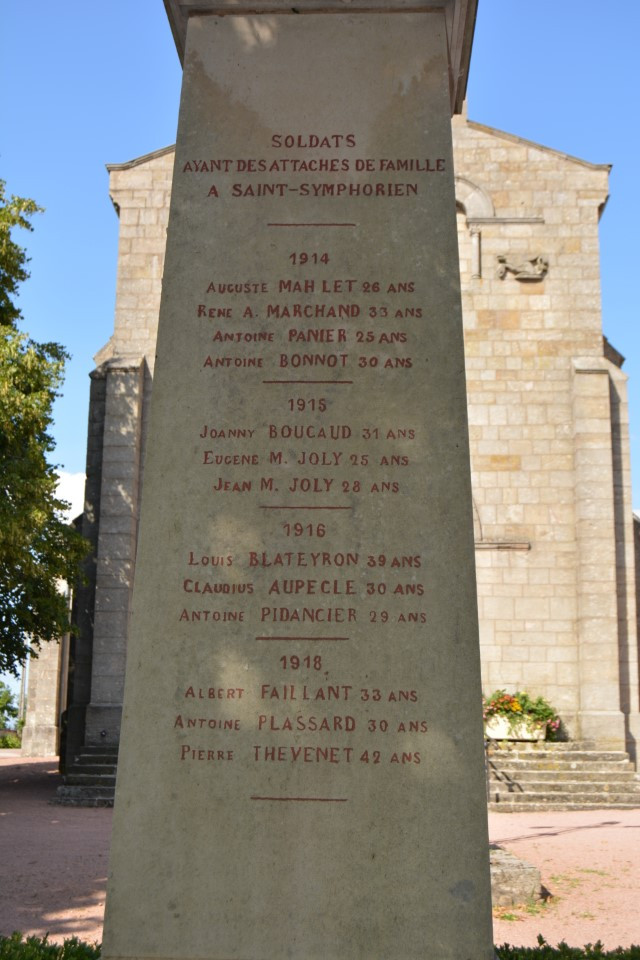 SOLDATS
AYANT DES ATTACHES DE FAMILLE
A SAINT-SYMPHORIEN
1914
AUGUSTE MAHLET 26 ANS
RENE A. MARCHAND 33 ANS
ANTOINE PANIER 25 ANS
ANTOINE BONNOT 30 ANS
1915
JOANNY BOUCAUD 31 ANS
EUGENE M. JOLY 25 ANS
JEAN M. JOLY 28 ANS
1916
LOUIS BLATEYRON 39 ANS
CLAUDIUS AUPECLE 30 ANS
ANTOINE PIDANCIER 29 ANS
1918
ALBERT FAILLANT 33 ANS
ANTOINE PLASSARD 30 ANS
PIERRE THEVENET 42 ANS